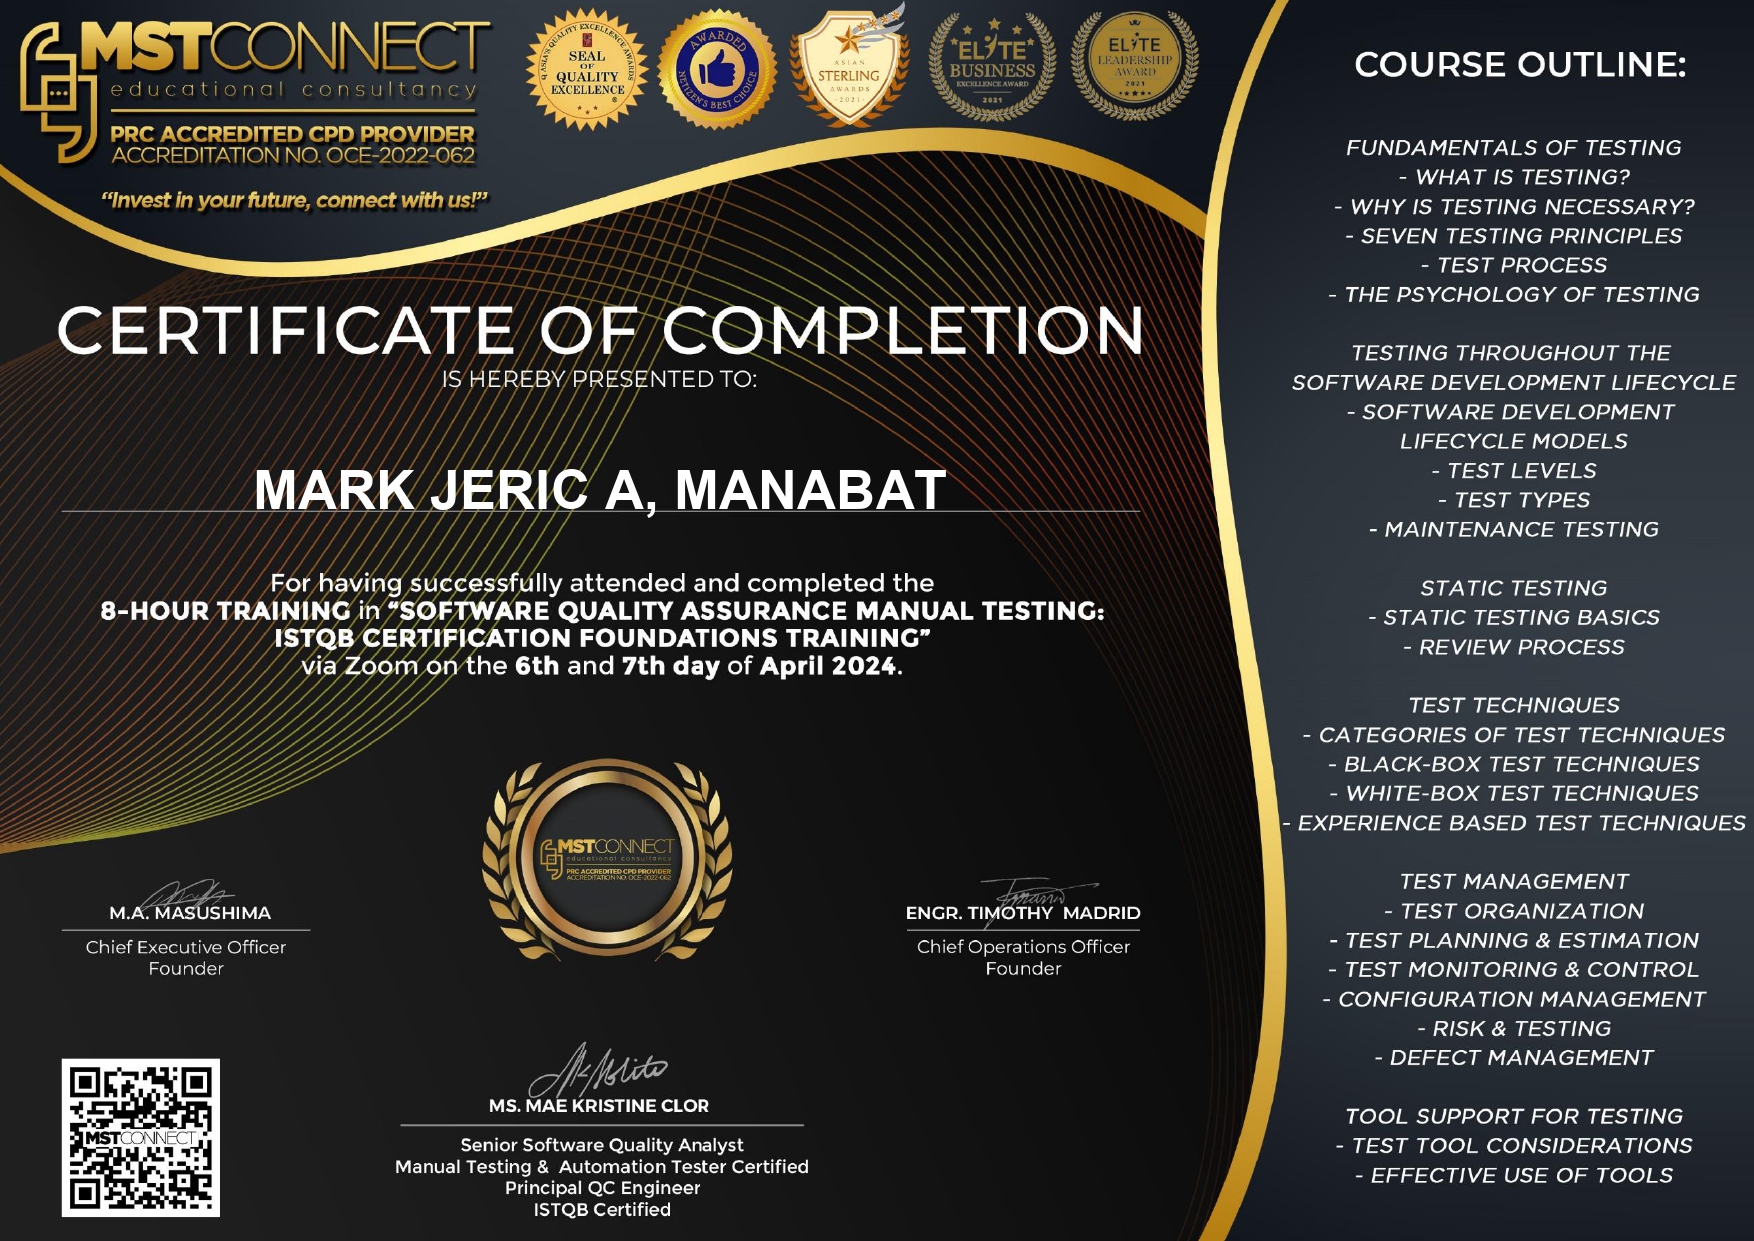 MSTCONNECT
educational consultancy
PRC ACCREDITED CPD PROVIDER
ACCREDITATION NO. OCE-2022-062
“Invest in your future, connect with us!”
Q ASIA'S QUALITY EXCELLENCE AWARDS
SEAL
OF
QUALITY
EXCELLENCE
AWARDED
NETIZEN'S BEST CHOICE
ASIAN
STERLING
AWARDS
2021
ELITE
BUSINESS
EXCELLENCE AWARD
2021
ELITE
LEADERSHIP
AWARD
2021
CERTIFICATE OF COMPLETION
IS HEREBY PRESENTED TO:
MARK JERIC A, MANABAT
For having successfully attended and completed the
8-HOUR TRAINING in “SOFTWARE QUALITY ASSURANCE MANUAL TESTING:
ISTQB CERTIFICATION FOUNDATIONS TRAINING”
via Zoom on the 6th and 7th day of April 2024.
MSTCONNECT
educational consultancy
PRC ACCREDITED CPD PROVIDER
ACCREDITATION NO. OCE-2022-062
M.A. MASUSHIMA
Chief Executive Officer
Founder
ENGR. TIMOTHY  MADRID
Chief Operations Officer
Founder
MSTCONNECT
MS. MAE KRISTINE CLOR
Senior Software Quality Analyst
Manual Testing &  Automation Tester Certified
Principal QC Engineer
ISTQB Certified
COURSE OUTLINE:
FUNDAMENTALS OF TESTING
- WHAT IS TESTING?
- WHY IS TESTING NECESSARY?
- SEVEN TESTING PRINCIPLES
- TEST PROCESS
- THE PSYCHOLOGY OF TESTING
TESTING THROUGHOUT THE
SOFTWARE DEVELOPMENT LIFECYCLE
- SOFTWARE DEVELOPMENT
LIFECYCLE MODELS
- TEST LEVELS
- TEST TYPES
- MAINTENANCE TESTING
STATIC TESTING
- STATIC TESTING BASICS
- REVIEW PROCESS
TEST TECHNIQUES
- CATEGORIES OF TEST TECHNIQUES
- BLACK-BOX TEST TECHNIQUES
- WHITE-BOX TEST TECHNIQUES
- EXPERIENCE BASED TEST TECHNIQUES
TEST MANAGEMENT
- TEST ORGANIZATION
- TEST PLANNING & ESTIMATION
- TEST MONITORING & CONTROL
- CONFIGURATION MANAGEMENT
- RISK & TESTING
- DEFECT MANAGEMENT
TOOL SUPPORT FOR TESTING
- TEST TOOL CONSIDERATIONS
- EFFECTIVE USE OF TOOLS